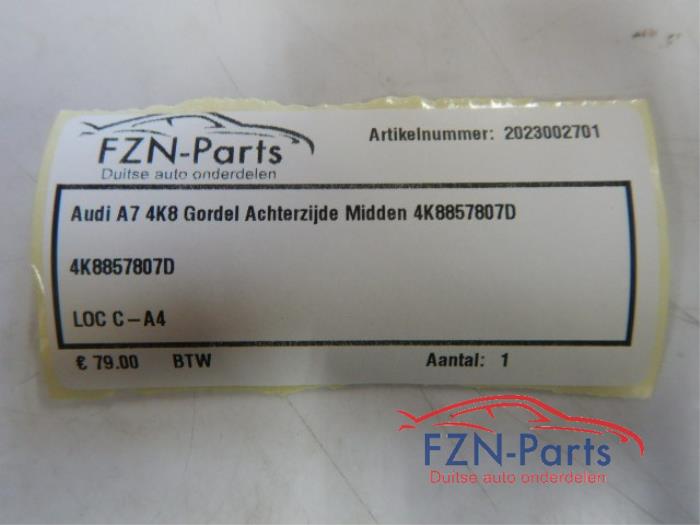 FZN-Parts
Duitse auto onderdelen
Artikelnummer: 2023002701
Audi A7 4K8 Gordel Achterzijde Midden 4K8857807D
4K8857807D
LOC C-A4
€ 79.00 BTW Aantal: 1
FZN-Parts
Duitse auto onderdelen